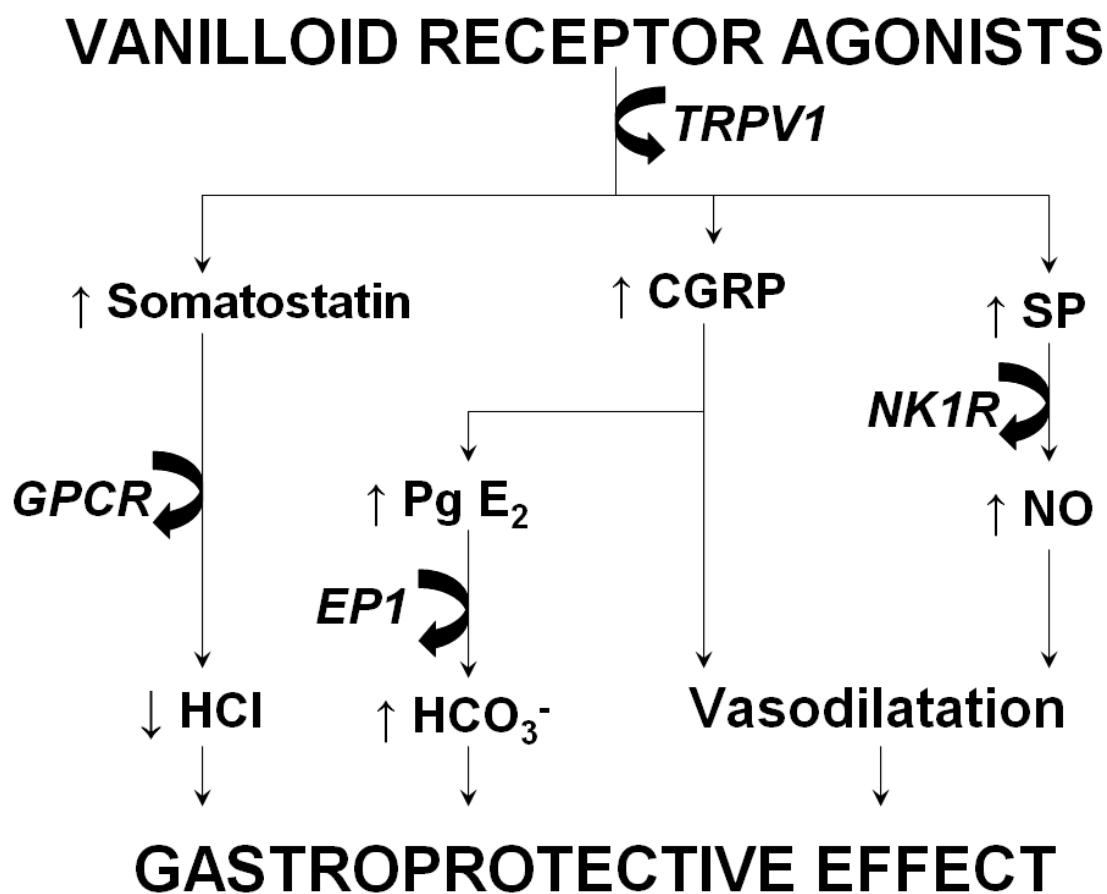 VANILLOID RECEPTOR AGONISTS
TRPV1
↑ Somatostatin
↑ CGRP
↑ SP
NK1R
GPCR
↑ Pg E₂
↑ NO
EP1
↓ HCl
↑ HCO₃⁻
Vasodilatation
GASTROPROTECTIVE EFFECT